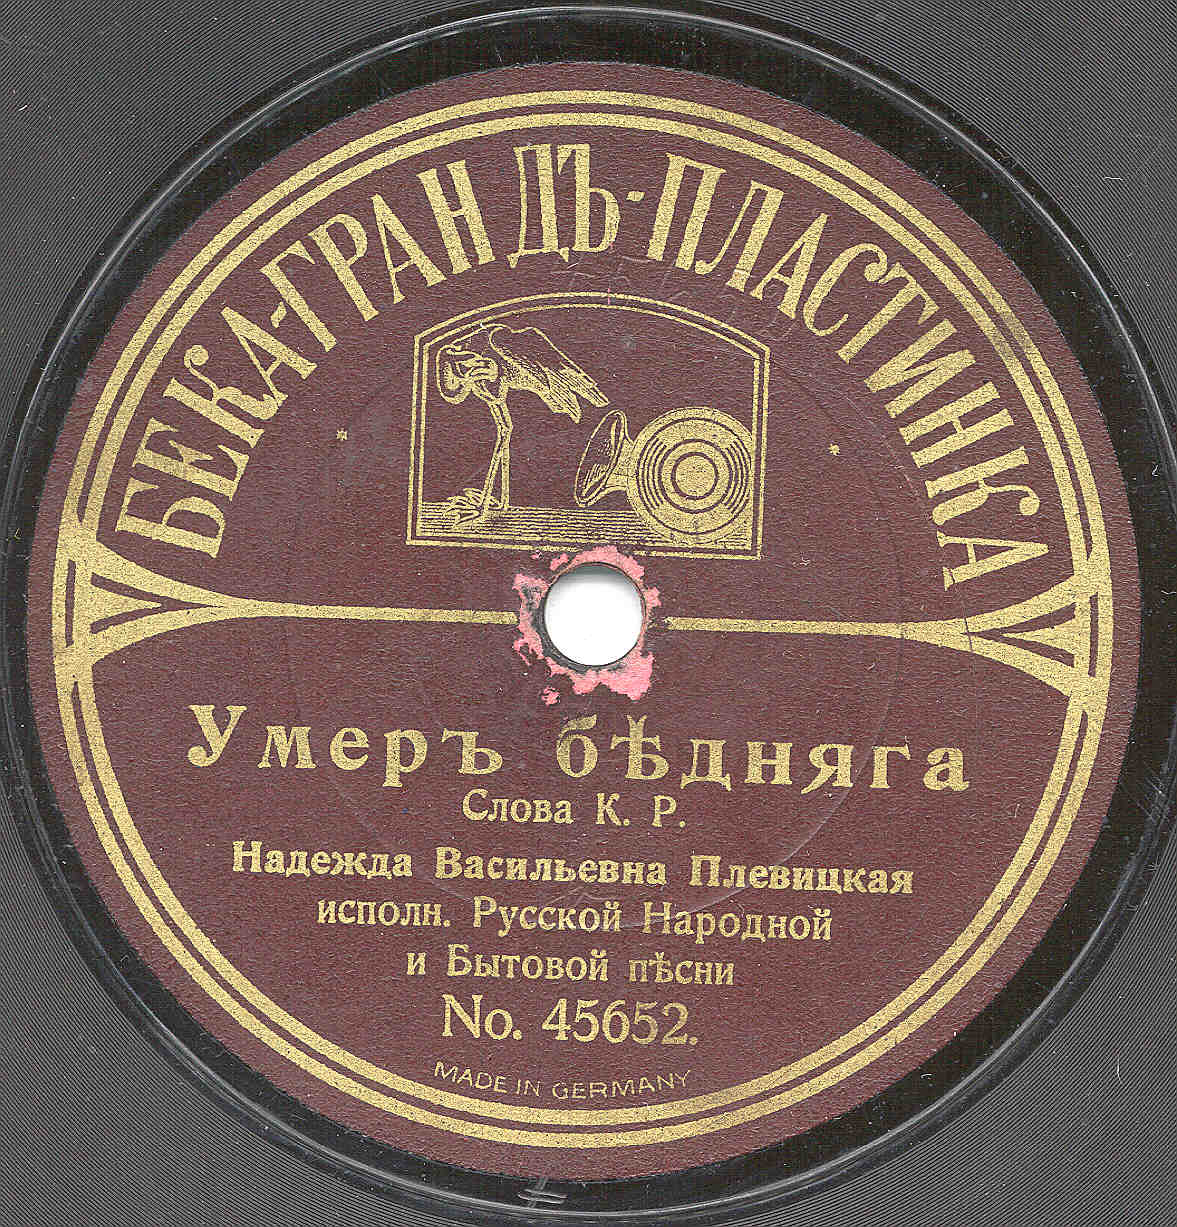 БЕКА-ГРАНДЪ-ПЛАСТИНКА
Умеръ бѣдняга
Слова К. Р.
Надежда Васильевна Плевицкая
исполн. Русской Народной
и Бытовой пѣсни
No. 45652.
MADE IN GERMANY